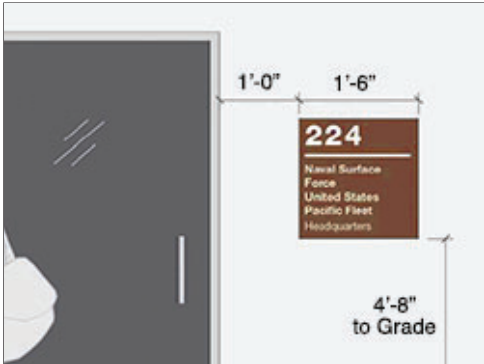 1'-0" 1'-6"
224
Naval Surface
Force
United States
Pacific Fleet
Headquarters
4'-8"
to Grade